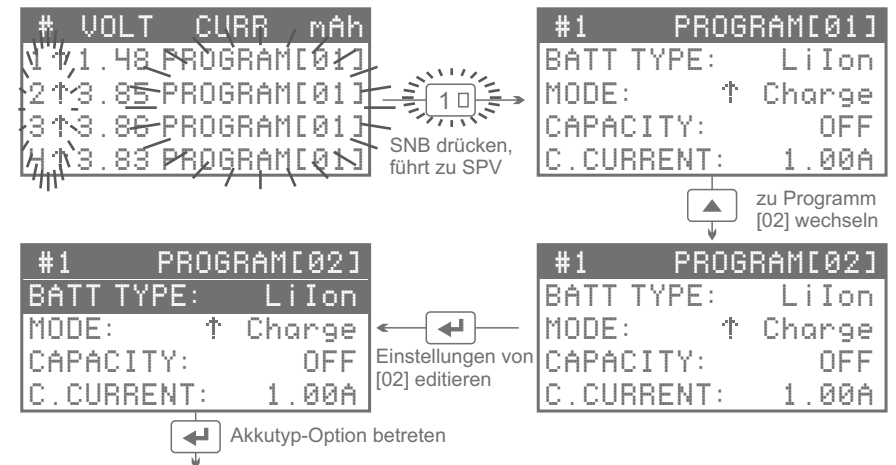 # VOLT CURR mAh
1↑1.48 PROGRAM[01]
2↑3.85 PROGRAM[01]
3↑3.86 PROGRAM[01]
4↑3.83 PROGRAM[01]
1
SNB drücken,
führt zu SPV
#1 PROGRAM[01]
BATT TYPE: LiIon
MODE: ↑ Charge
CAPACITY: OFF
C.CURRENT: 1.00A
zu Programm
[02] wechseln
#1 PROGRAM[02]
BATT TYPE: LiIon
MODE: ↑ Charge
CAPACITY: OFF
C.CURRENT: 1.00A
Einstellungen von
[02] editieren
#1 PROGRAM[02]
BATT TYPE: LiIon
MODE: ↑ Charge
CAPACITY: OFF
C.CURRENT: 1.00A
Akkutyp-Option betreten